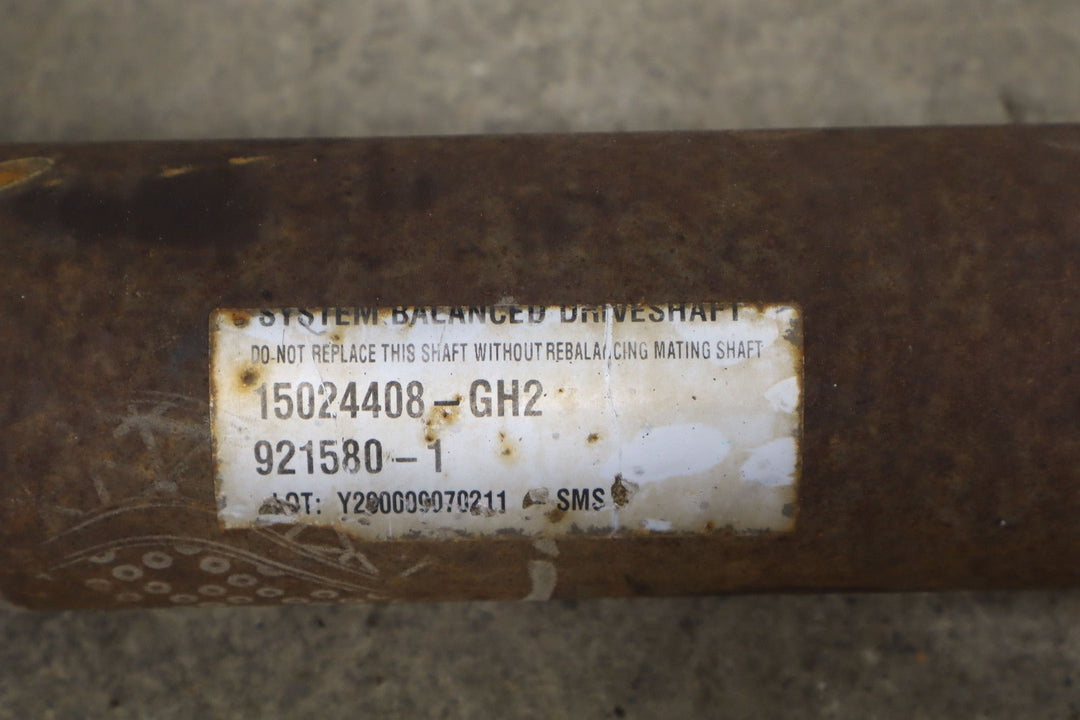 SYSTEM BALANCED DRIVESHAFT
DO-NOT REPLACE THIS SHAFT WITHOUT REBALANCING MATING SHAFT
15024408-GH2
921580-1
LOT: Y200009070211 SMS